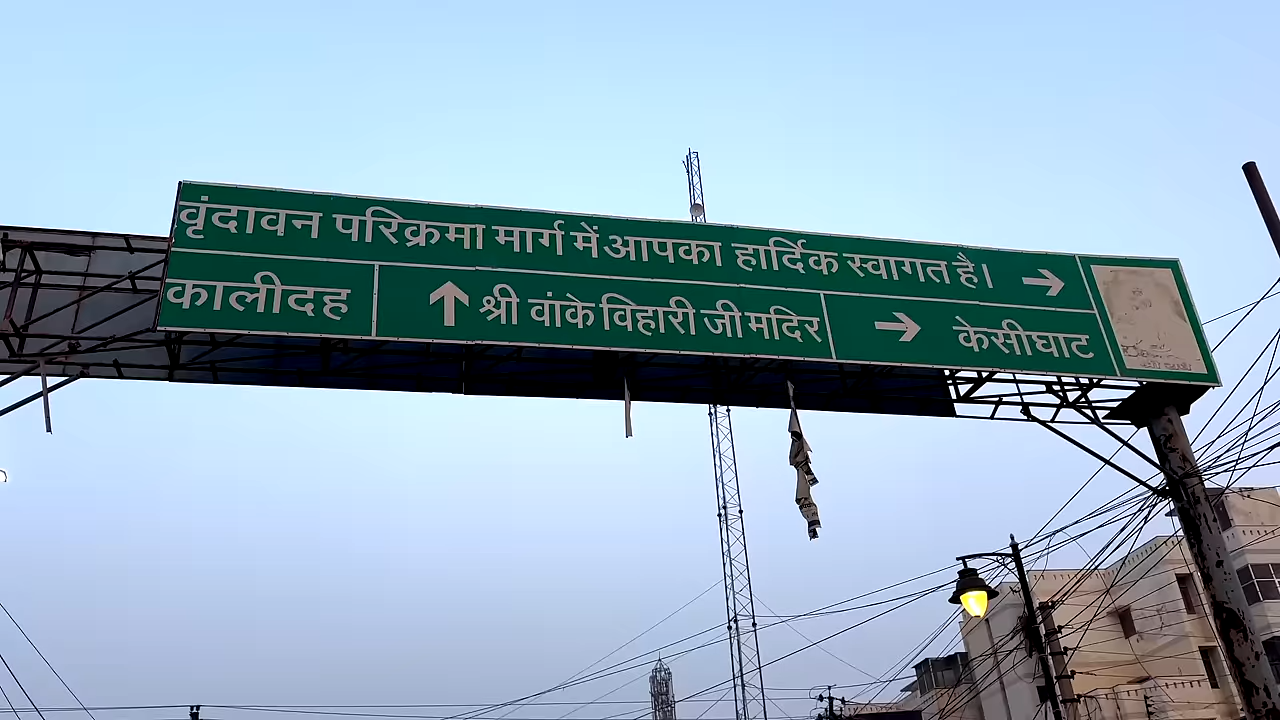 वृंदावन परिक्रमा मार्ग में आपका हार्दिक स्वागत है। →
कालीदह ↑ श्री वांके विहारी जी मदिर → केसीघाट